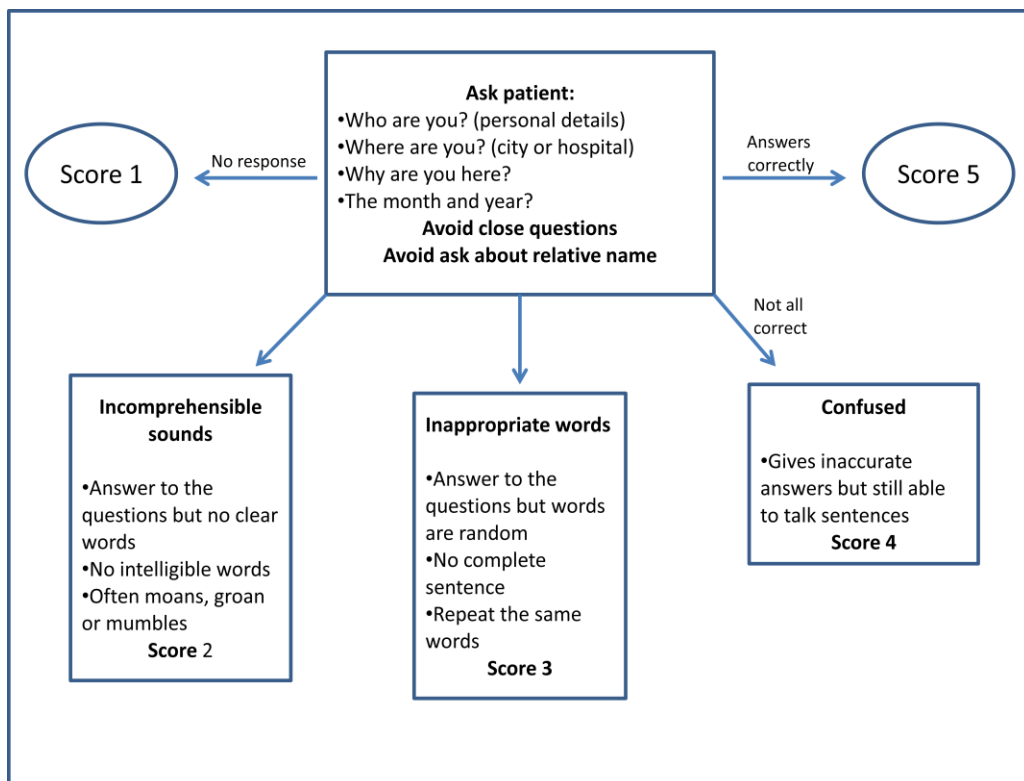 Ask patient:
•Who are you? (personal details)
•Where are you? (city or hospital)
•Why are you here?
•The month and year?
Avoid close questions
Avoid ask about relative name
Score 1
No response
Answers
correctly
Score 5
Not all
correct
Incomprehensible
sounds
•Answer to the
questions but no clear
words
•No intelligible words
•Often moans, groan
or mumbles
Score 2
Inappropriate words
•Answer to the
questions but words
are random
•No complete
sentence
•Repeat the same
words
Score 3
Confused
•Gives inaccurate
answers but still able
to talk sentences
Score 4